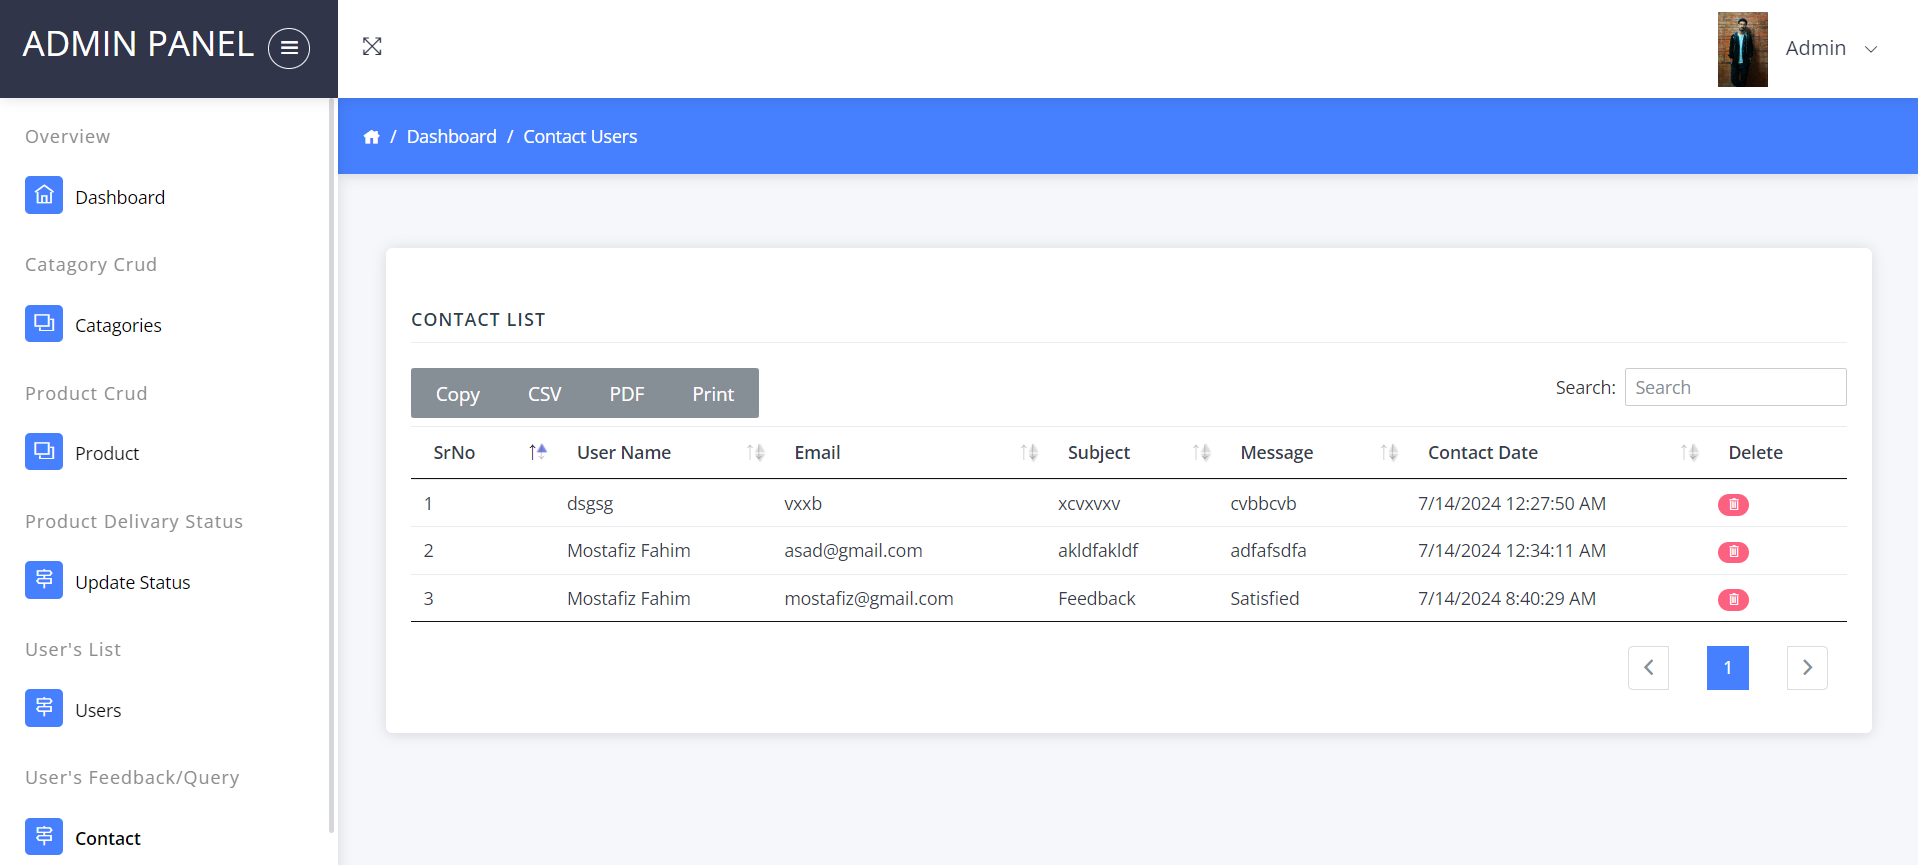 ADMIN PANEL
Admin
Overview
Dashboard
Catagory Crud
Catagories
Product Crud
Product
Product Delivary Status
Update Status
User's List
Users
User's Feedback/Query
Contact
/ Dashboard / Contact Users
CONTACT LIST
Copy CSV PDF Print
Search: Search
SrNo User Name Email Subject Message Contact Date Delete
1 dsgsg vxxb xcvxvxv cvbbcvb 7/14/2024 12:27:50 AM
2 Mostafiz Fahim asad@gmail.com akldfakldf adfafsdfa 7/14/2024 12:34:11 AM
3 Mostafiz Fahim mostafiz@gmail.com Feedback Satisfied 7/14/2024 8:40:29 AM
1